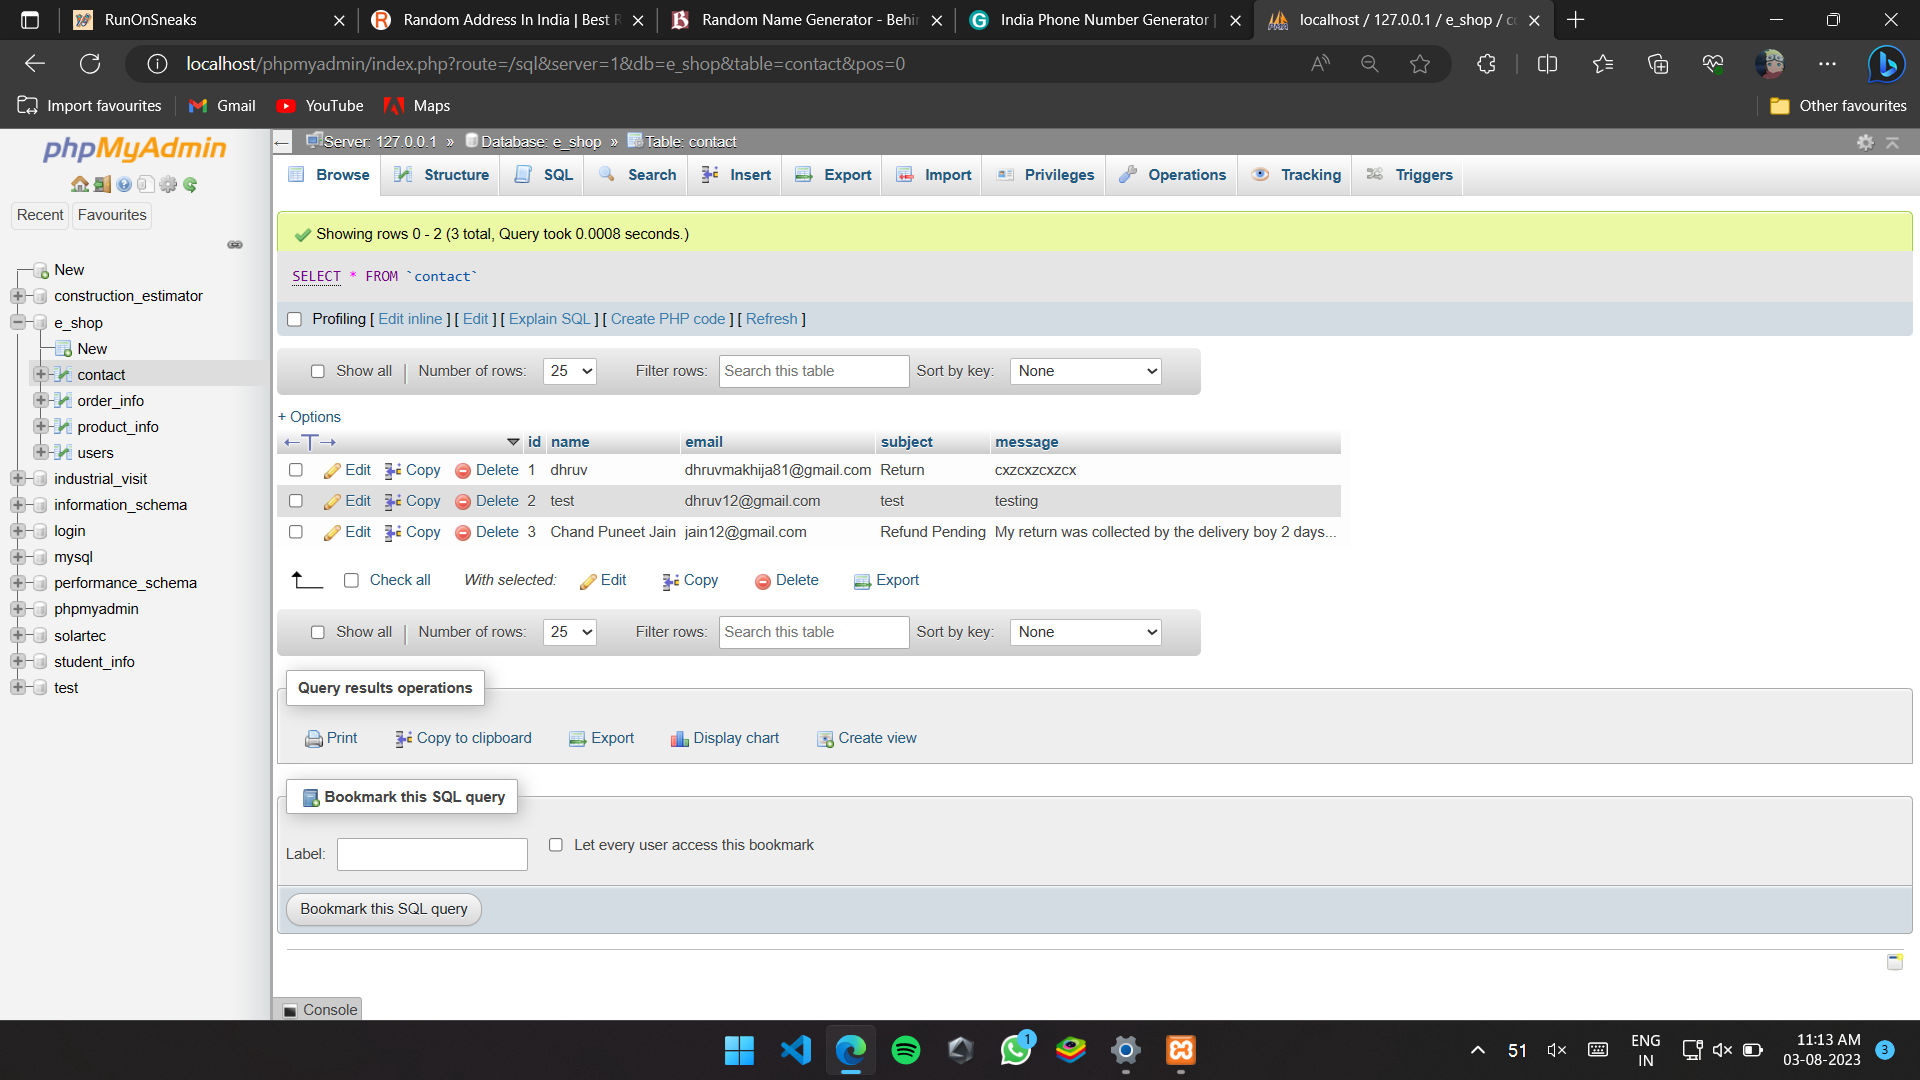 RunOnSneaks
Random Address In India | Best R
Random Name Generator - Behin
India Phone Number Generator |
localhost / 127.0.0.1 / e_shop / co
localhost/phpmyadmin/index.php?route=/sql&server=1&db=e_shop&table=contact&pos=0
Import favourites
Gmail
YouTube
Maps
Other favourites
phpMyAdmin
Recent
Favourites
New
construction_estimator
e_shop
New
contact
order_info
product_info
users
industrial_visit
information_schema
login
mysql
performance_schema
phpmyadmin
solartec
student_info
test
Server: 127.0.0.1 » Database: e_shop » Table: contact
Browse
Structure
SQL
Search
Insert
Export
Import
Privileges
Operations
Tracking
Triggers
Showing rows 0 - 2 (3 total, Query took 0.0008 seconds.)
SELECT * FROM `contact`
Profiling [ Edit inline ] [ Edit ] [ Explain SQL ] [ Create PHP code ] [ Refresh ]
Show all | Number of rows: 25 Filter rows: Search this table Sort by key: None
+ Options
←T→ id name email subject message
Edit Copy Delete 1 dhruv dhruvmakhija81@gmail.com Return cxzcxzcxzcx
Edit Copy Delete 2 test dhruv12@gmail.com test testing
Edit Copy Delete 3 Chand Puneet Jain jain12@gmail.com Refund Pending My return was collected by the delivery boy 2 days...
Check all With selected: Edit Copy Delete Export
Show all | Number of rows: 25 Filter rows: Search this table Sort by key: None
Query results operations
Print Copy to clipboard Export Display chart Create view
Bookmark this SQL query
Label:
Let every user access this bookmark
Bookmark this SQL query
Console
1
51
ENG
IN
11:13 AM
03-08-2023
3